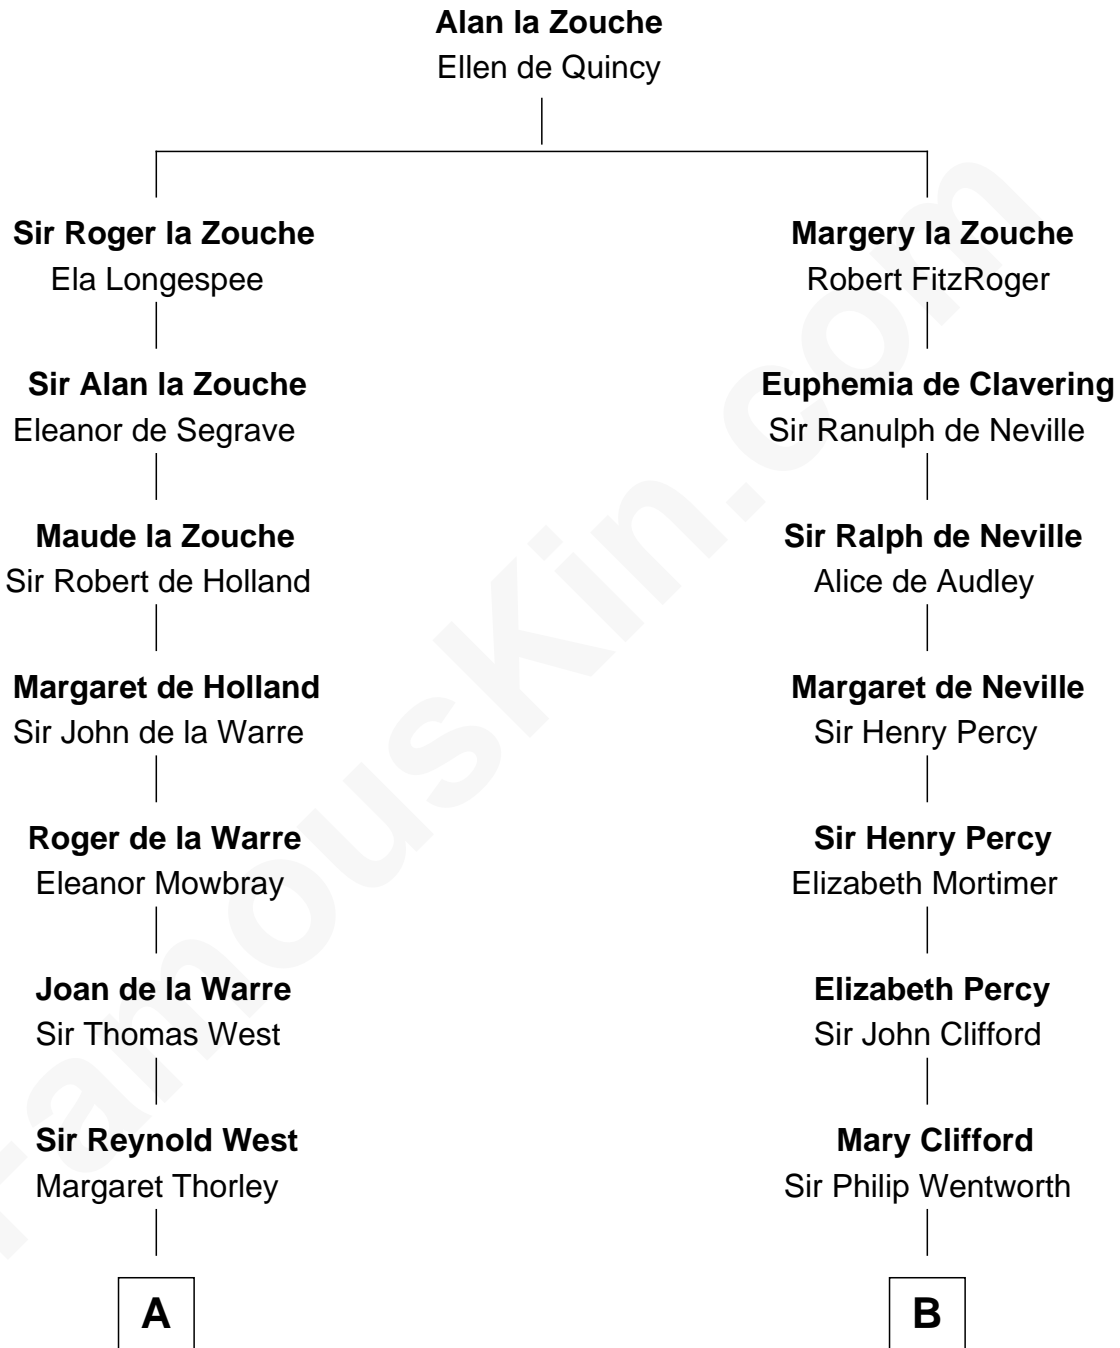 Alan la Zouche
Ellen de Quincy
Sir Roger la Zouche
Ela Longespee
Margery la Zouche
Robert FitzRoger
Sir Alan la Zouche
Eleanor de Segrave
Euphemia de Clavering
Sir Ranulph de Neville
Maude la Zouche
Sir Robert de Holland
Sir Ralph de Neville
Alice de Audley
Margaret de Holland
Sir John de la Warre
Margaret de Neville
Sir Henry Percy
Roger de la Warre
Eleanor Mowbray
Sir Henry Percy
Elizabeth Mortimer
Joan de la Warre
Sir Thomas West
Elizabeth Percy
Sir John Clifford
Sir Reynold West
Margaret Thorley
Mary Clifford
Sir Philip Wentworth
A
B
FamousKin.com